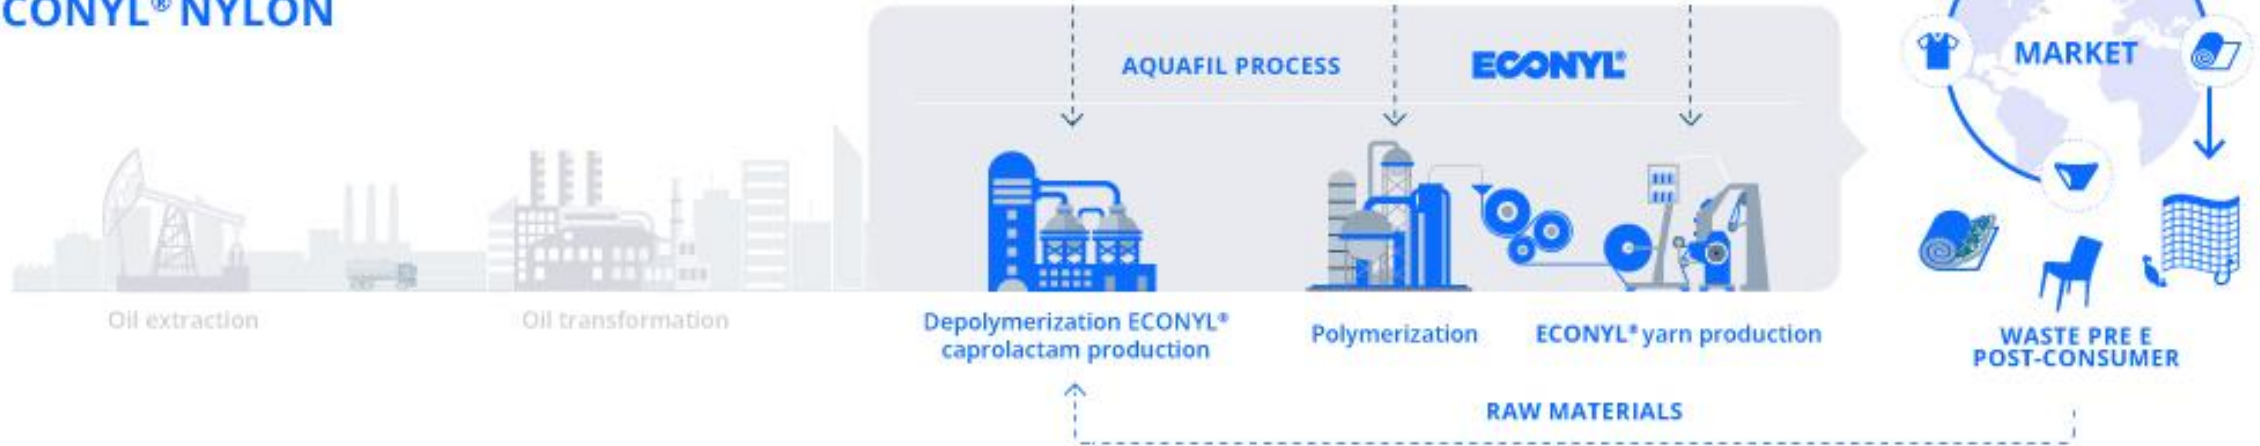 CONYL® NYLON
AQUAFIL PROCESS
ECONYL®
MARKET
Oil extraction
Oil transformation
Depolymerization ECONYL®
caprolactam production
Polymerization
ECONYL® yarn production
WASTE PRE E
POST-CONSUMER
RAW MATERIALS